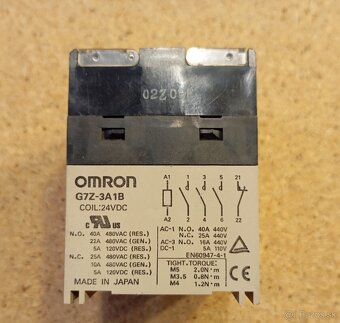 02Z0
OMRON
G7Z-3A1B
COIL:24VDC
c UL us
N.O. 40A 480VAC (RES.)
22A 480VAC (GEN.)
5A 120VDC (RES.)
N.C. 25A 480VAC (RES.)
10A 480VAC (GEN.)
5A 120VDC (RES.)
MADE IN JAPAN
A1 1 3 5 21
A2 2 4 6 22
AC-1 N.O. 40A 440V
N.C. 25A 440V
AC-3 N.O. 16A 440V
DC-1 5A 110V
EN60947-4-1
TIGHT.TORQUE:
M5 2.0N·m
M3.5 0.8N·m
M4 1.2N·m
CE